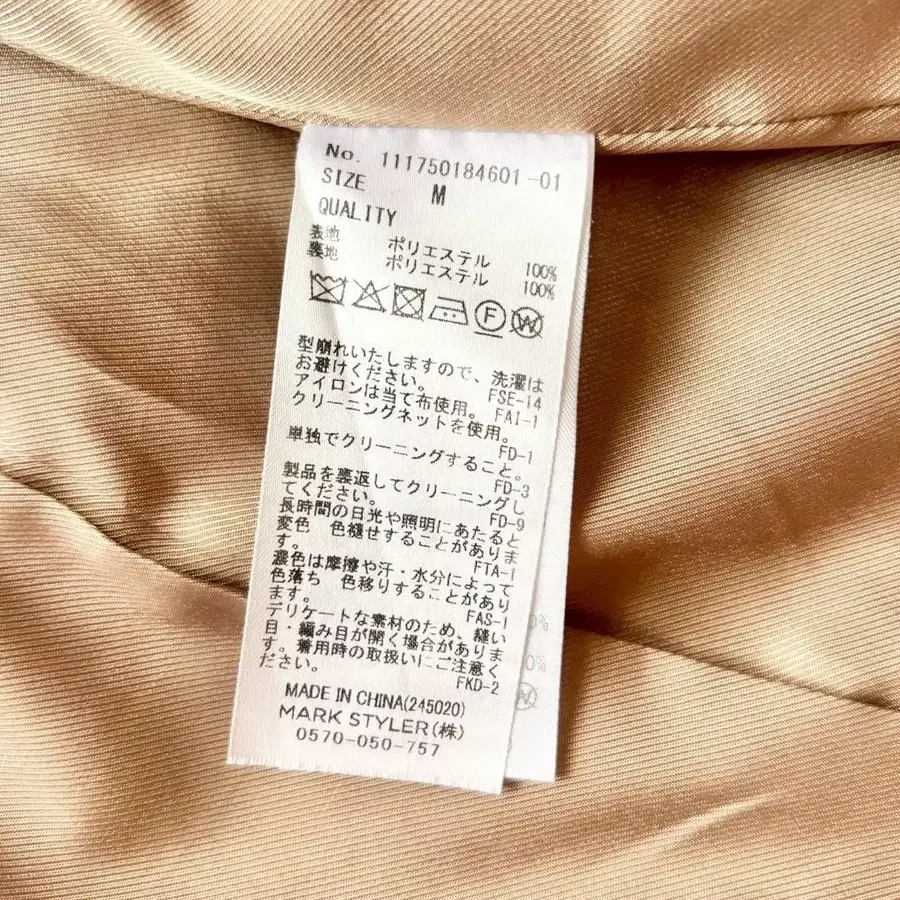 No. 111750184601-01
SIZE M
QUALITY
表地 ポリエステル 100%
裏地 ポリエステル 100%
F W
型崩れいたしますので、洗濯は
お避けください。 FSE-14
アイロンは当て布使用。 FAI-1
クリーニングネットを使用。
FD-1
単独でクリーニングすること。
FD-3
製品を裏返してクリーニングし
てください。 FD-9
長時間の日光や照明にあたると
変色 色褪せすることがありま
す。 FTA-1
濃色は摩擦や汗・水分によって
色落ち 色移りすることがあり
ます。 FAS-1
デリケートな素材のため、縫い
目・編み目が開く場合がありま
す。着用時の取扱いにご注意く
ださい。 FKD-2
MADE IN CHINA(245020)
MARK STYLER(株)
0570-050-757
0%
0%
W